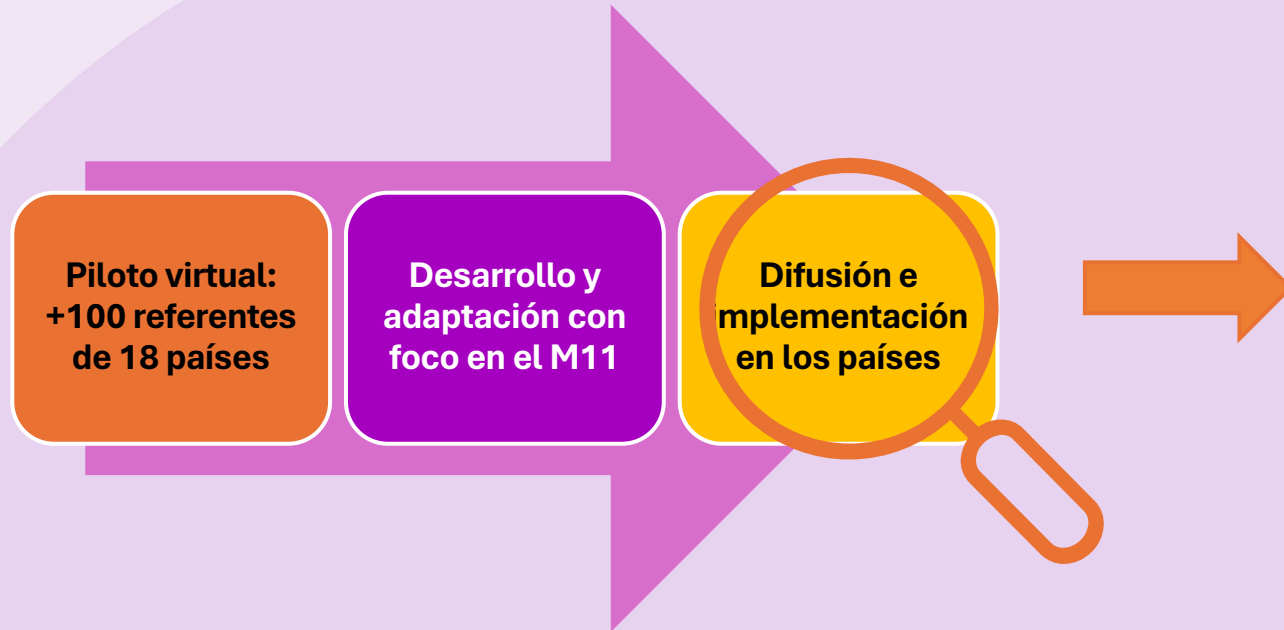 Piloto virtual:
+100 referentes
de 18 países
Desarrollo y
adaptación con
foco en el M11
Difusión e
implementación
en los países